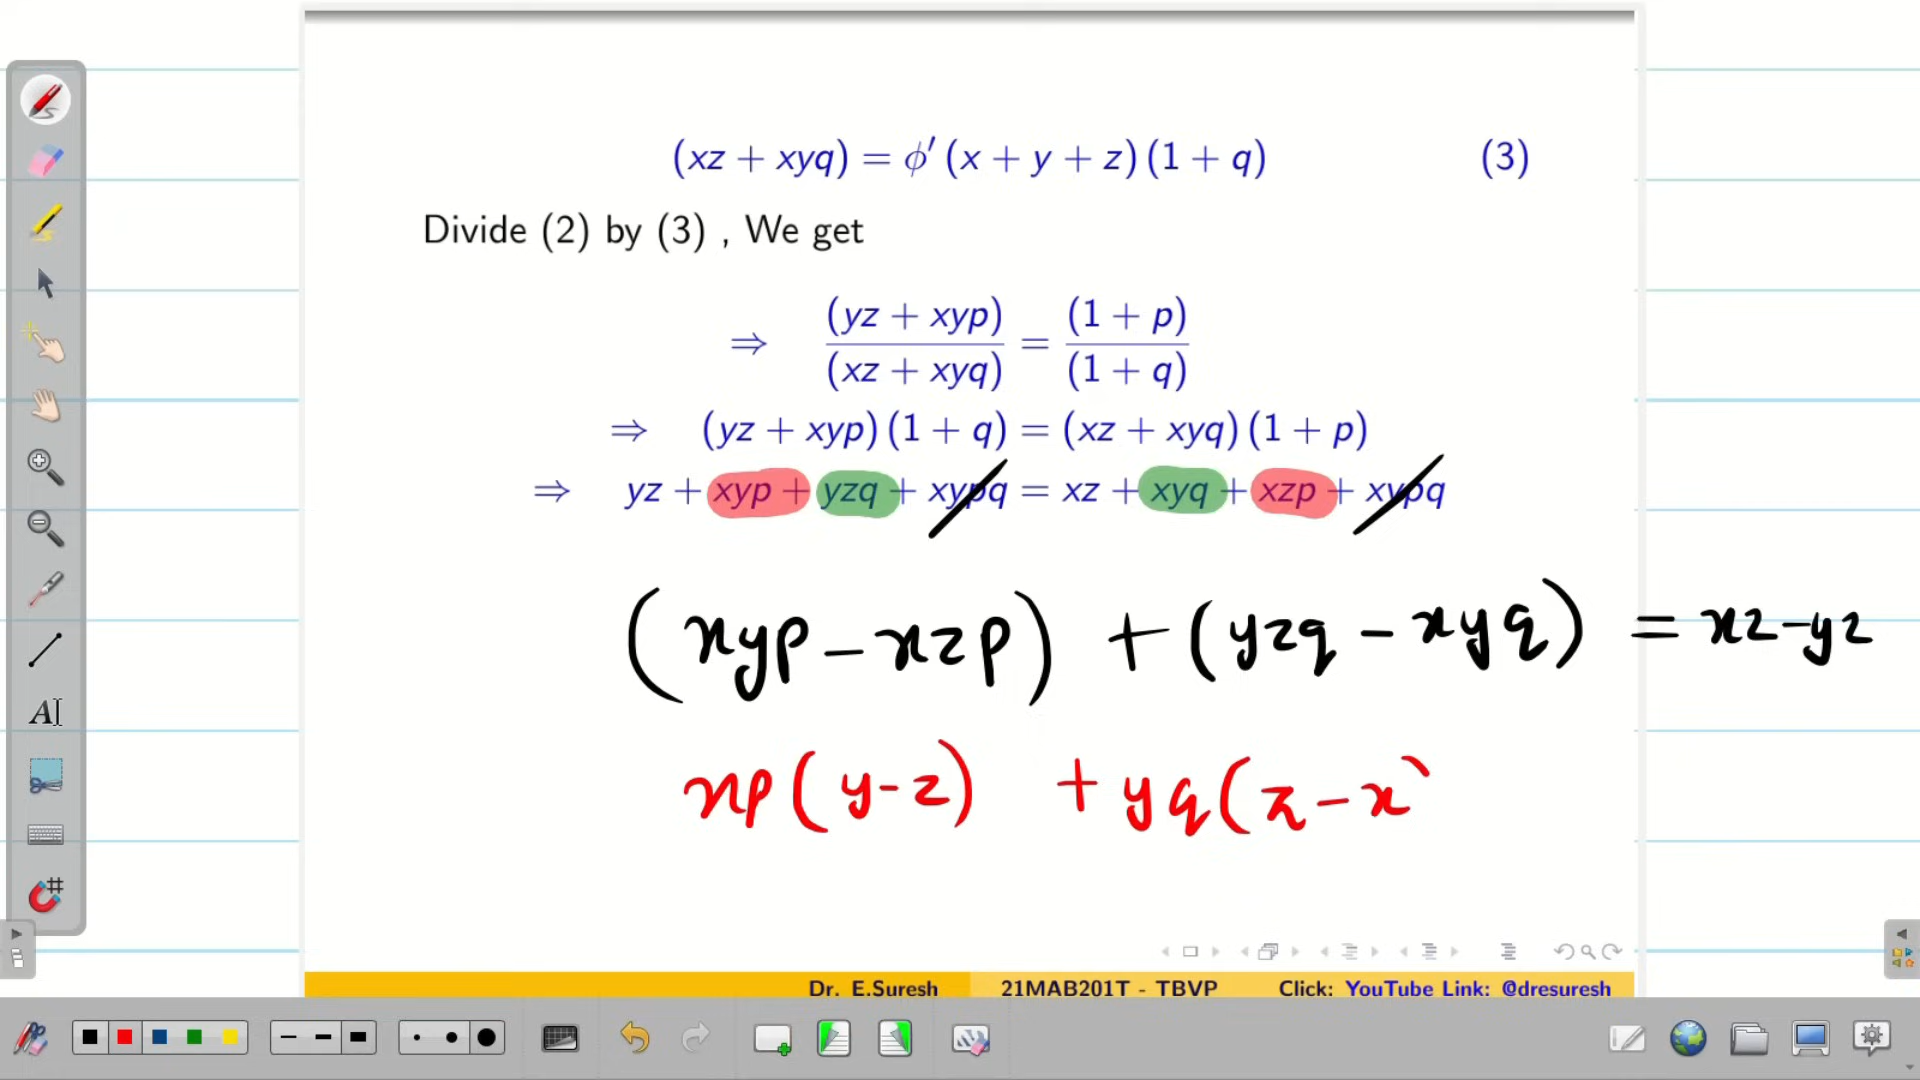 (xz + xyq) = ϕ′ (x + y + z) (1 + q) (3)
Divide (2) by (3) , We get
⇒ (yz + xyp) / (xz + xyq) = (1 + p) / (1 + q)
⇒ (yz + xyp) (1 + q) = (xz + xyq) (1 + p)
⇒ yz + xyp + yzq + xypq = xz + xyq + xzp + xypq
(xyp – xzp) + (yzq – xyq) = xz – yz
xp(y-z) + yq(z – x)
Dr. E.Suresh 21MAB201T - TBVP Click: YouTube Link: @dresuresh